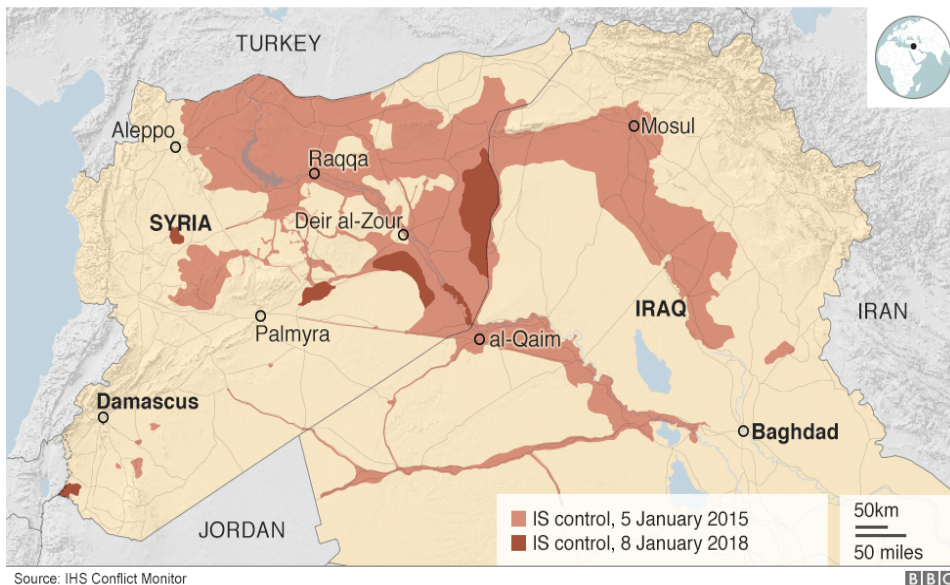 TURKEY
Aleppo
Mosul
Raqqa
SYRIA
Deir al-Zour
IRAQ
IRAN
Palmyra
al-Qaim
Damascus
Baghdad
JORDAN
IS control, 5 January 2015
IS control, 8 January 2018
50km
50 miles
Source: IHS Conflict Monitor
BBC